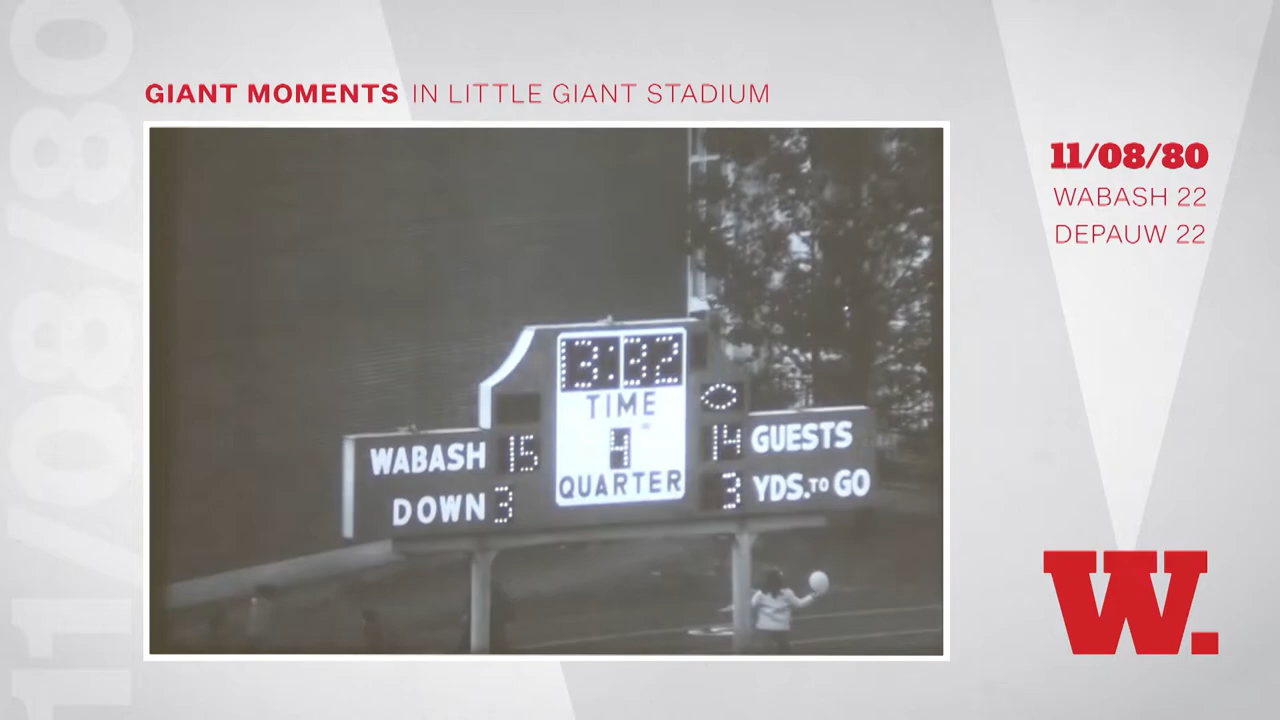 11/08/80
GIANT MOMENTS IN LITTLE GIANT STADIUM
11/08/80
WABASH 22
DEPAUW 22
13:32
TIME
WABASH 15
4
14 GUESTS
DOWN 3
QUARTER
3 YDS. TO GO
W.